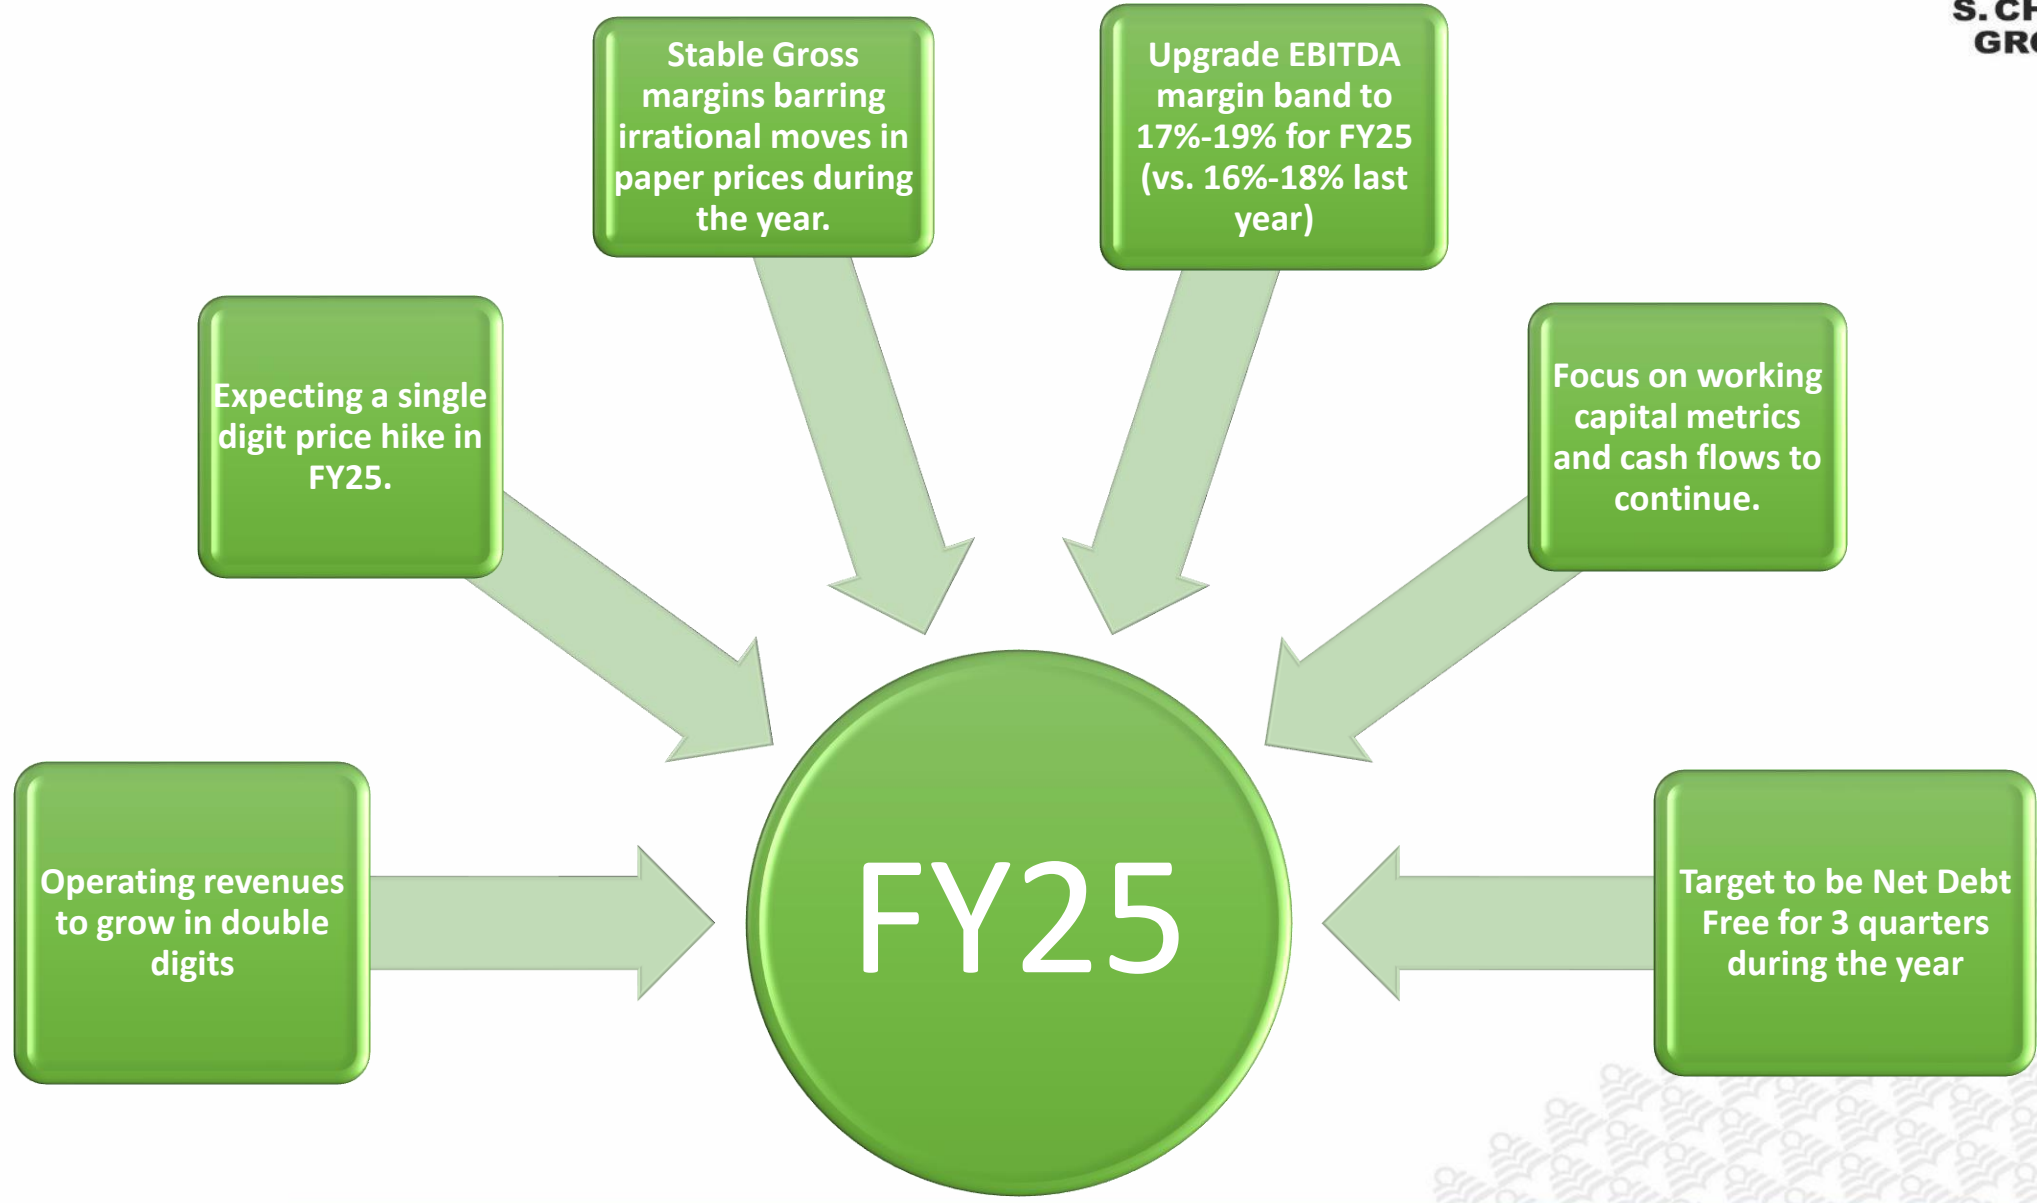 Stable Gross
margins barring
irrational moves in
paper prices during
the year.
Upgrade EBITDA
margin band to
17%-19% for FY25
(vs. 16%-18% last
year)
Expecting a single
digit price hike in
FY25.
Focus on working
capital metrics
and cash flows to
continue.
Operating revenues
to grow in double
digits
FY25
Target to be Net Debt
Free for 3 quarters
during the year